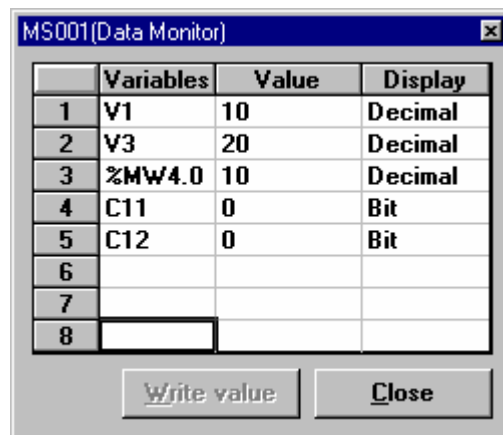 MS001(Data Monitor)
Variables Value Display
1 V1 10 Decimal
2 V3 20 Decimal
3 %MW4.0 10 Decimal
4 C11 0 Bit
5 C12 0 Bit
6
7
8
Write value Close